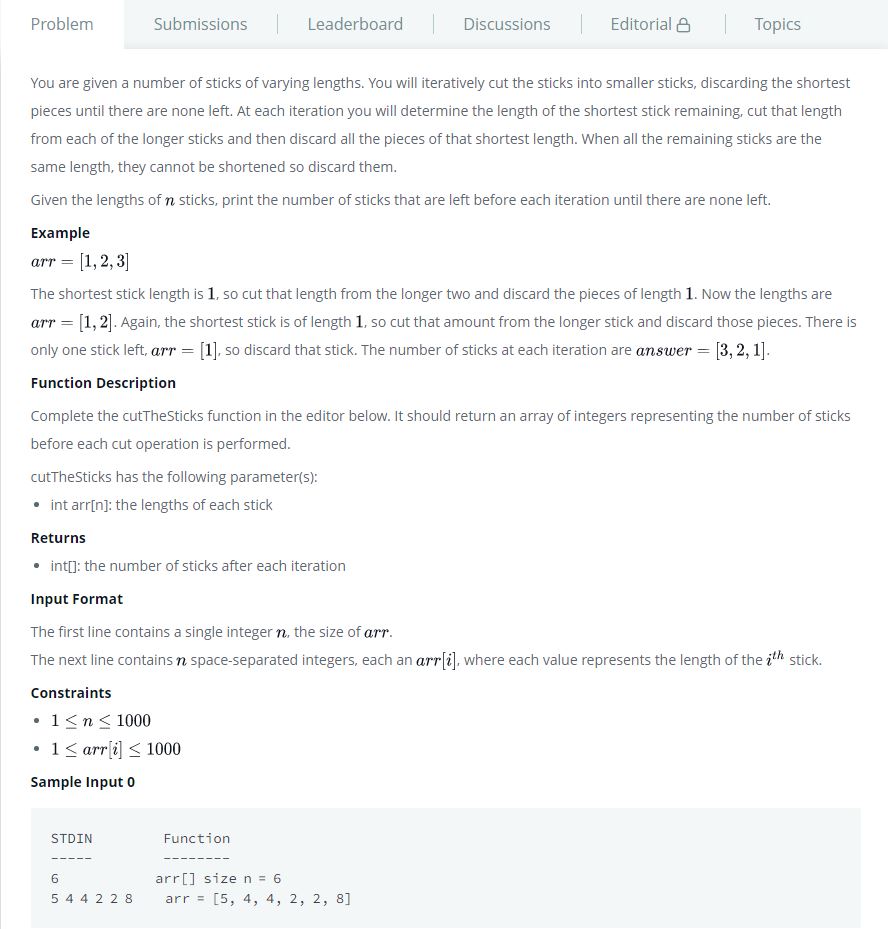 Problem
Submissions
Leaderboard
Discussions
Editorial
Topics
You are given a number of sticks of varying lengths. You will iteratively cut the sticks into smaller sticks, discarding the shortest
pieces until there are none left. At each iteration you will determine the length of the shortest stick remaining, cut that length
from each of the longer sticks and then discard all the pieces of that shortest length. When all the remaining sticks are the
same length, they cannot be shortened so discard them.
Given the lengths of n sticks, print the number of sticks that are left before each iteration until there are none left.
Example
arr = [1, 2, 3]
The shortest stick length is 1, so cut that length from the longer two and discard the pieces of length 1. Now the lengths are
arr = [1, 2]. Again, the shortest stick is of length 1, so cut that amount from the longer stick and discard those pieces. There is
only one stick left, arr = [1], so discard that stick. The number of sticks at each iteration are answer = [3, 2, 1].
Function Description
Complete the cutTheSticks function in the editor below. It should return an array of integers representing the number of sticks
before each cut operation is performed.
cutTheSticks has the following parameter(s):
• int arr[n]: the lengths of each stick
Returns
• int[]: the number of sticks after each iteration
Input Format
The first line contains a single integer n, the size of arr.
The next line contains n space-separated integers, each an arr[i], where each value represents the length of the i^th stick.
Constraints
• 1 ≤ n ≤ 1000
• 1 ≤ arr[i] ≤ 1000
Sample Input 0
STDIN         Function
-----         --------
6            arr[] size n = 6
5 4 4 2 2 8    arr = [5, 4, 4, 2, 2, 8]